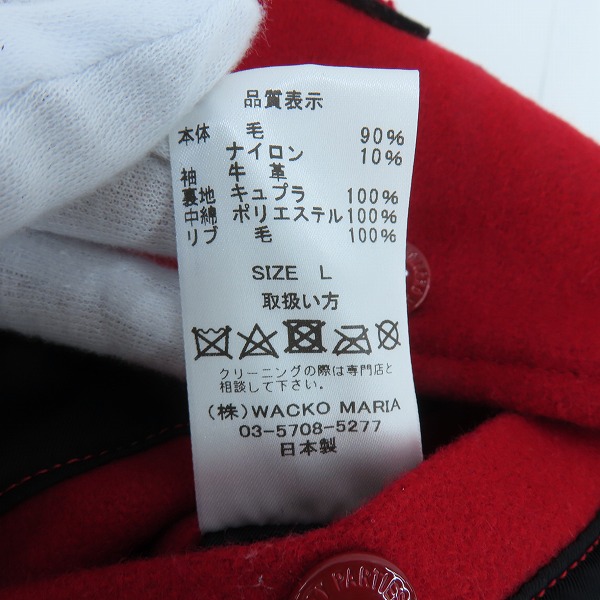 品質表示
本体 毛 90%
ナイロン 10%
袖 牛革
裏地 キュプラ 100%
中綿 ポリエステル 100%
リブ 毛 100%
SIZE L
取扱い方
クリーニングの際は専門店と
相談して下さい。
(株) WACKO MARIA
03-5708-5277
日本製
PARTIES